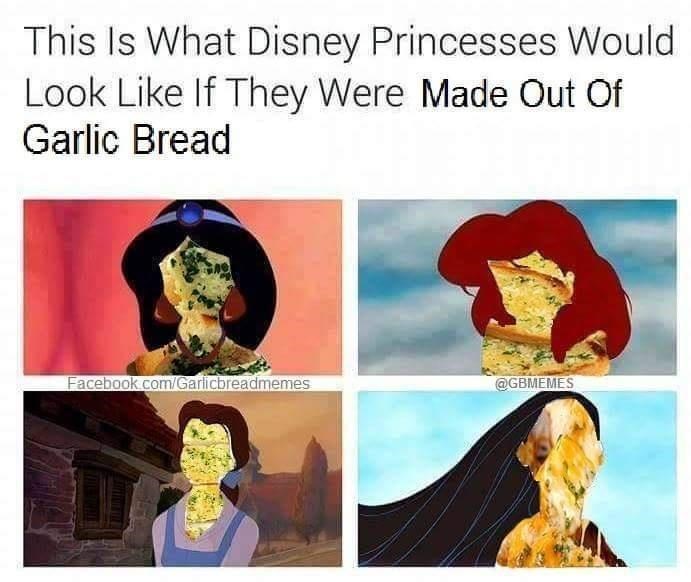 This Is What Disney Princesses Would
Look Like If They Were Made Out Of
Garlic Bread
Facebook.com/Garlicbreadmemes
@GBMEMES